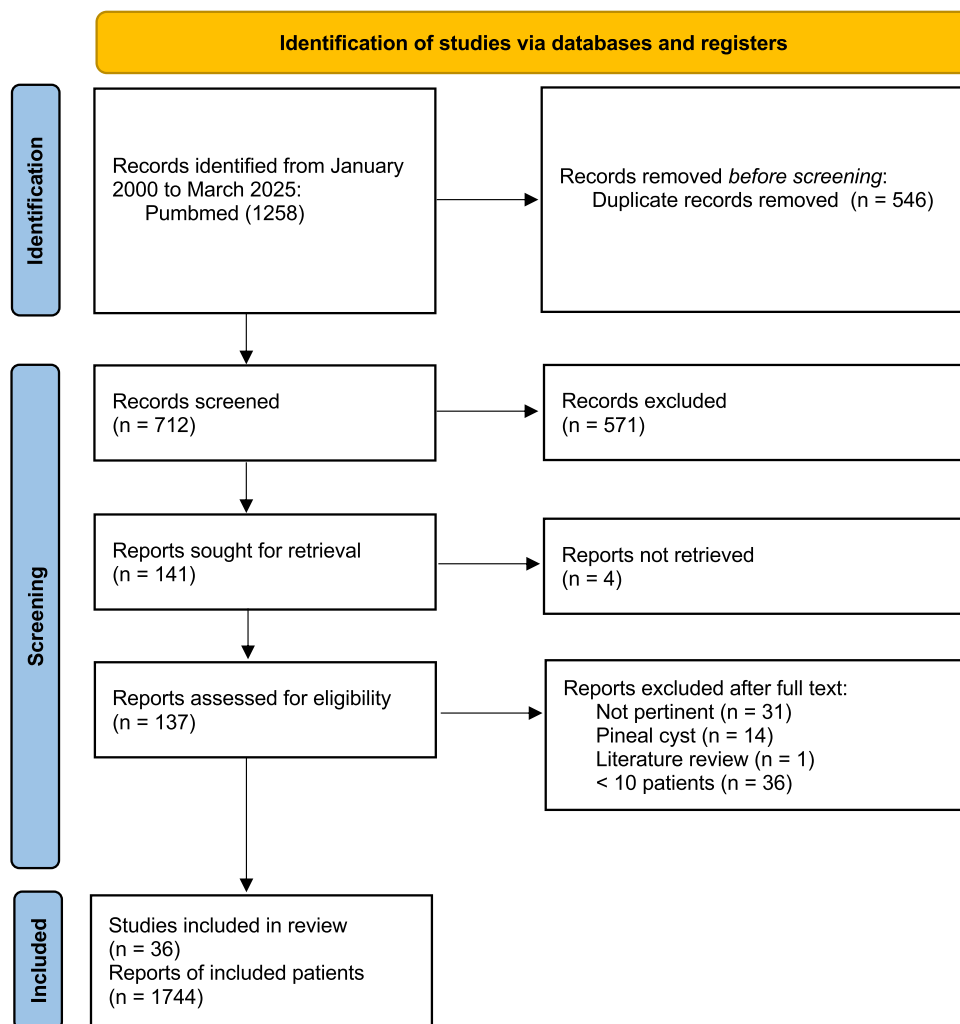 Identification of studies via databases and registers
Identification
Records identified from January
2000 to March 2025:
Pumbmed (1258)
Records removed before screening:
Duplicate records removed (n = 546)
Screening
Records screened
(n = 712)
Records excluded
(n = 571)
Reports sought for retrieval
(n = 141)
Reports not retrieved
(n = 4)
Reports assessed for eligibility
(n = 137)
Reports excluded after full text:
Not pertinent (n = 31)
Pineal cyst (n = 14)
Literature review (n = 1)
< 10 patients (n = 36)
Included
Studies included in review
(n = 36)
Reports of included patients
(n = 1744)